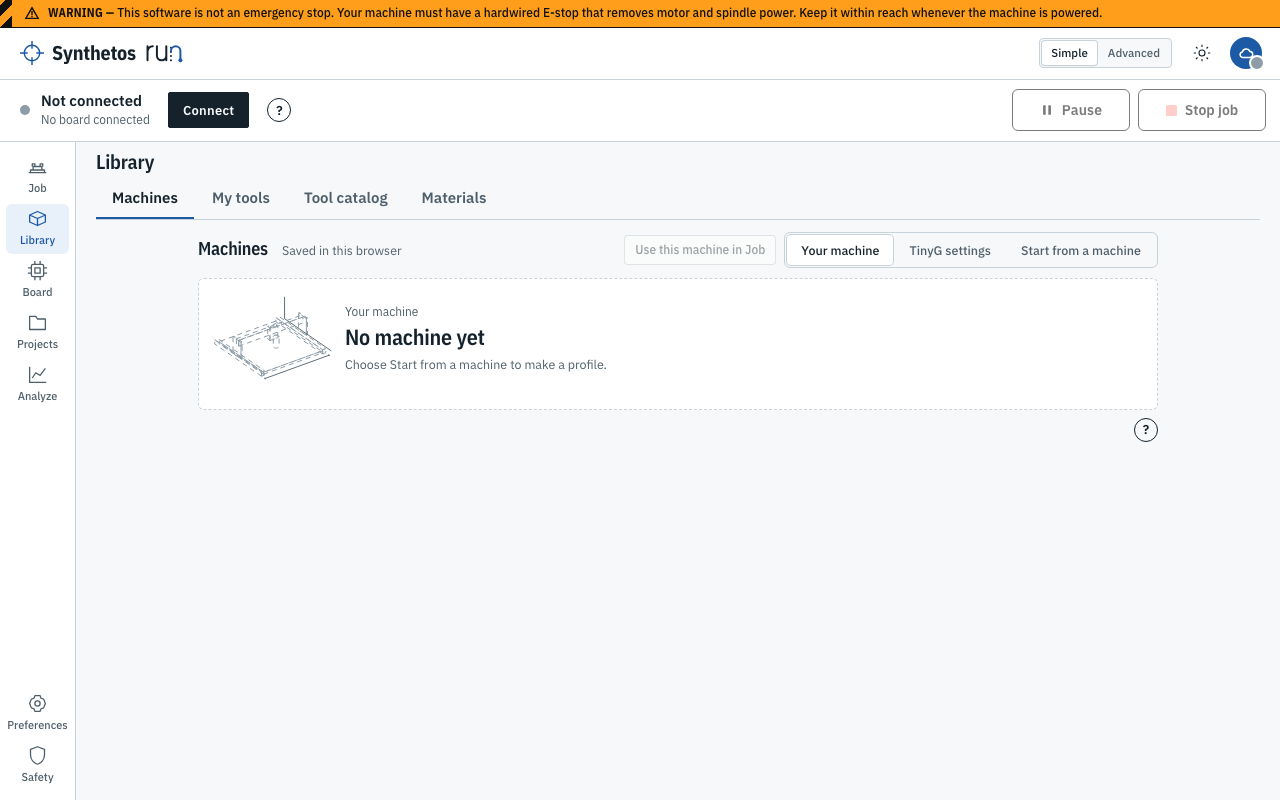 WARNING — This software is not an emergency stop. Your machine must have a hardwired E-stop that removes motor and spindle power. Keep it within reach whenever the machine is powered.
Synthetos run
Simple Advanced
Not connected
No board connected
Connect
?
Pause
Stop job
Job
Library
Board
Projects
Analyze
Preferences
Safety
Library
Machines My tools Tool catalog Materials
Machines Saved in this browser
Use this machine in Job
Your machine TinyG settings Start from a machine
Your machine
No machine yet
Choose Start from a machine to make a profile.
?